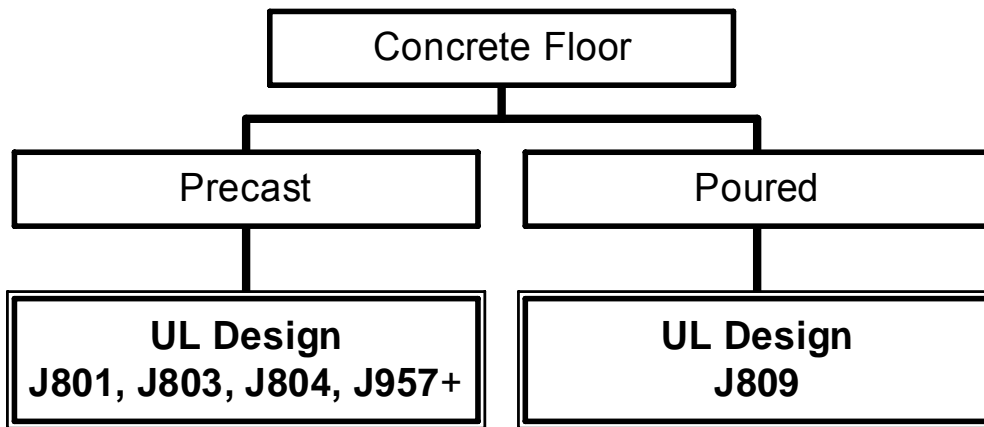 Concrete Floor
Precast
Poured
UL Design
J801, J803, J804, J957+
UL Design
J809